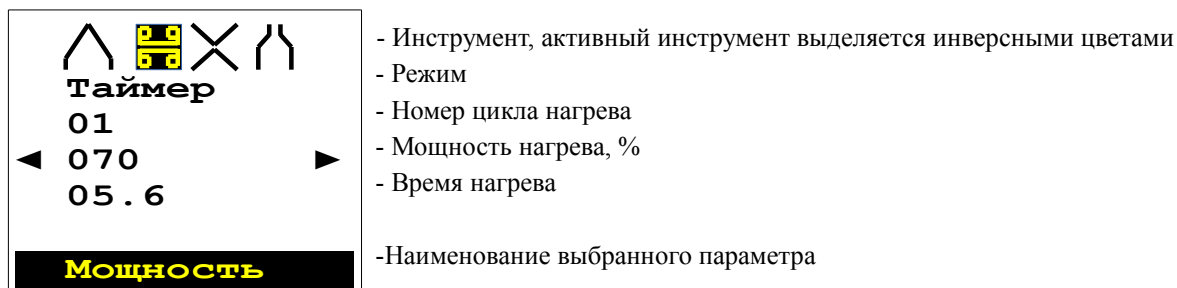 - Инструмент, активный инструмент выделяется инверсными цветами
Таймер - Режим
01 - Номер цикла нагрева
◄ 070 ► - Мощность нагрева, %
05.6 - Время нагрева
Мощность -Наименование выбранного параметра